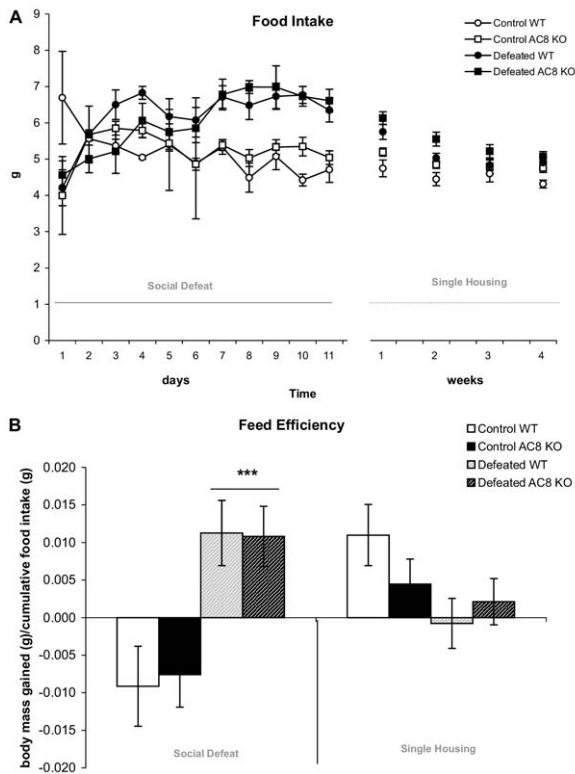 A
Food Intake
Control WT
Control AC8 KO
Defeated WT
Defeated AC8 KO
9
8
7
6
5
4
3
2
1
0
g
Social Defeat
Single Housing
1 2 3 4 5 6 7 8 9 10 11
1 2 3 4
days
weeks
Time
B
Feed Efficiency
Control WT
Control AC8 KO
Defeated WT
Defeated AC8 KO
body mass gained (g)/cumulative food intake (g)
0.020
0.015
0.010
0.005
0.000
-0.005
-0.010
-0.015
-0.020
***
Social Defeat
Single Housing